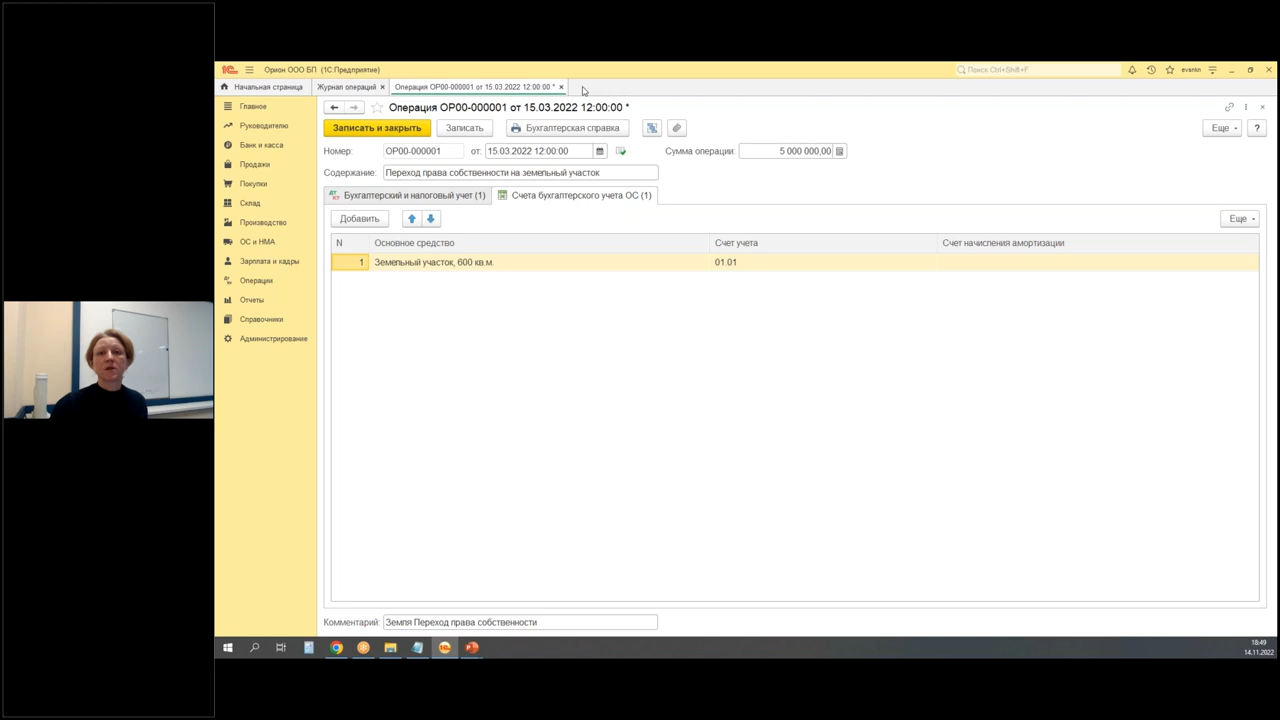 Орион ООО БП (1С:Предприятие)
Поиск Ctrl+Shift+F
evankn
Начальная страница
Журнал операций ×
Операция ОР00-000001 от 15.03.2022 12:00:00 * ×
Операция ОР00-000001 от 15.03.2022 12:00:00 *
Записать и закрыть
Записать
Бухгалтерская справка
Еще
?
Номер:
ОР00-000001
от:
15.03.2022 12:00:00
Сумма операции:
5 000 000,00
Содержание:
Переход права собственности на земельный участок
Бухгалтерский и налоговый учет (1)
Счета бухгалтерского учета ОС (1)
Добавить
Еще
N
Основное средство
Счет учета
Счет начисления амортизации
1
Земельный участок, 600 кв.м.
01.01
Комментарий:
Земля Переход права собственности
Главное
Руководителю
Банк и касса
Продажи
Покупки
Склад
Производство
ОС и НМА
Зарплата и кадры
Операции
Отчеты
Справочники
Администрирование
18:49
14.11.2022